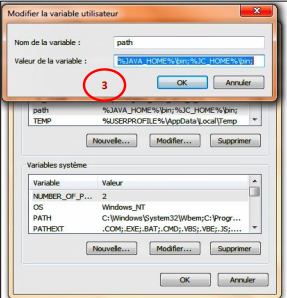 Modifier la variable utilisateur
Nom de la variable :
path
Valeur de la variable :
%JAVA_HOME%\bin;%JC_HOME%\bin;
3
OK
Annuler
path %JAVA_HOME%\bin;%JC_HOME%\bin;
TEMP %USERPROFILE%\AppData\Local\Temp
Nouvelle... Modifier... Supprimer
Variables système
Variable Valeur
NUMBER_OF_P... 2
OS Windows_NT
PATH C:\Windows\System32\Wbem;C:\Progr...
PATHEXT .COM;.EXE;.BAT;.CMD;.VBS;.VBE;.JS;....
Nouvelle... Modifier... Supprimer
OK Annuler